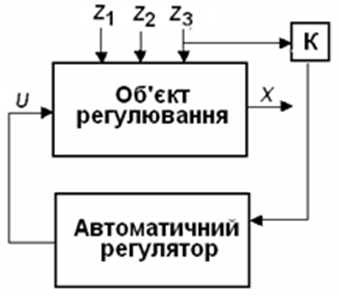 Z1 Z2 Z3
К
U
Об'єкт
регулювання
X
Автоматичний
регулятор